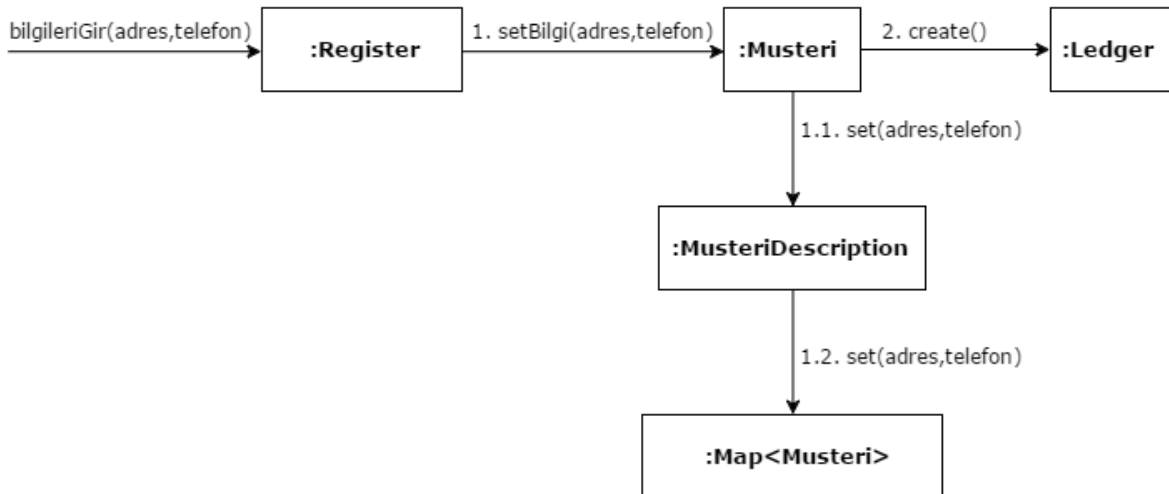 bilgileriGir(adres,telefon)
:Register
1. setBilgi(adres,telefon)
:Musteri
2. create()
:Ledger
1.1. set(adres,telefon)
:MusteriDescription
1.2. set(adres,telefon)
:Map<Musteri>